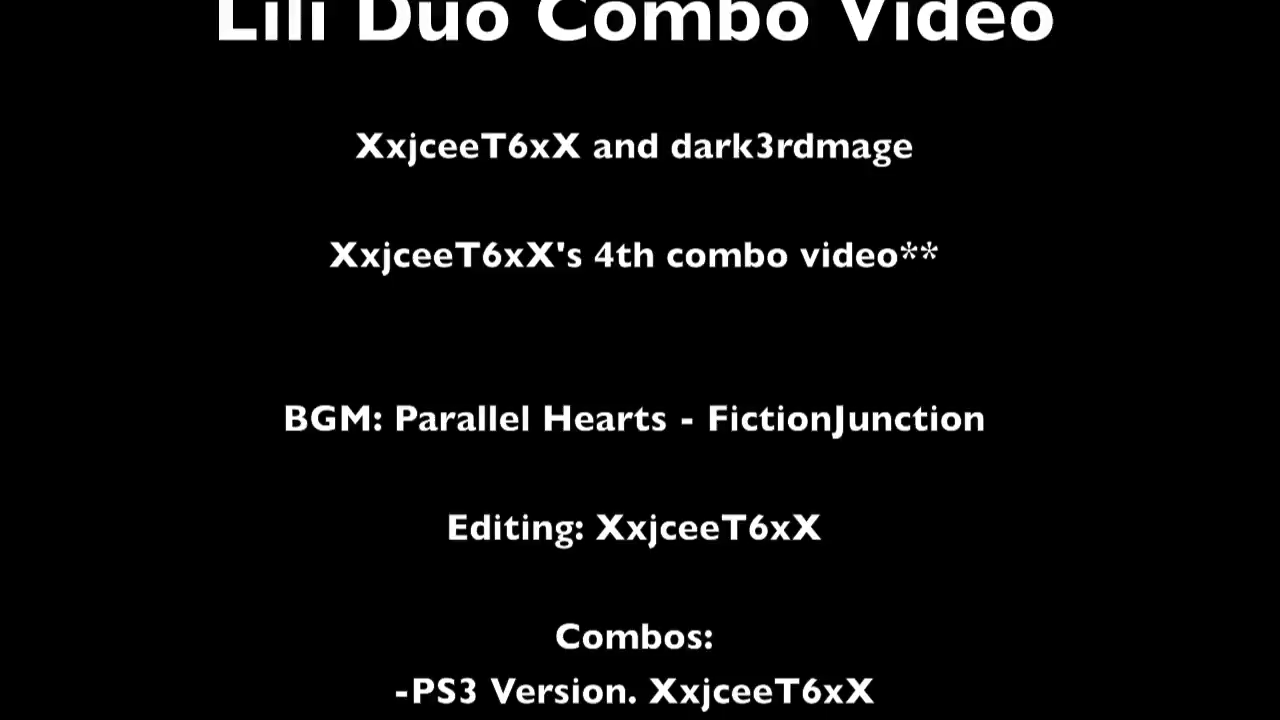 Lili Duo Combo Video
XxjceeT6xX and dark3rdmage
XxjceeT6xX's 4th combo video**
BGM: Parallel Hearts - FictionJunction
Editing: XxjceeT6xX
Combos:
-PS3 Version. XxjceeT6xX